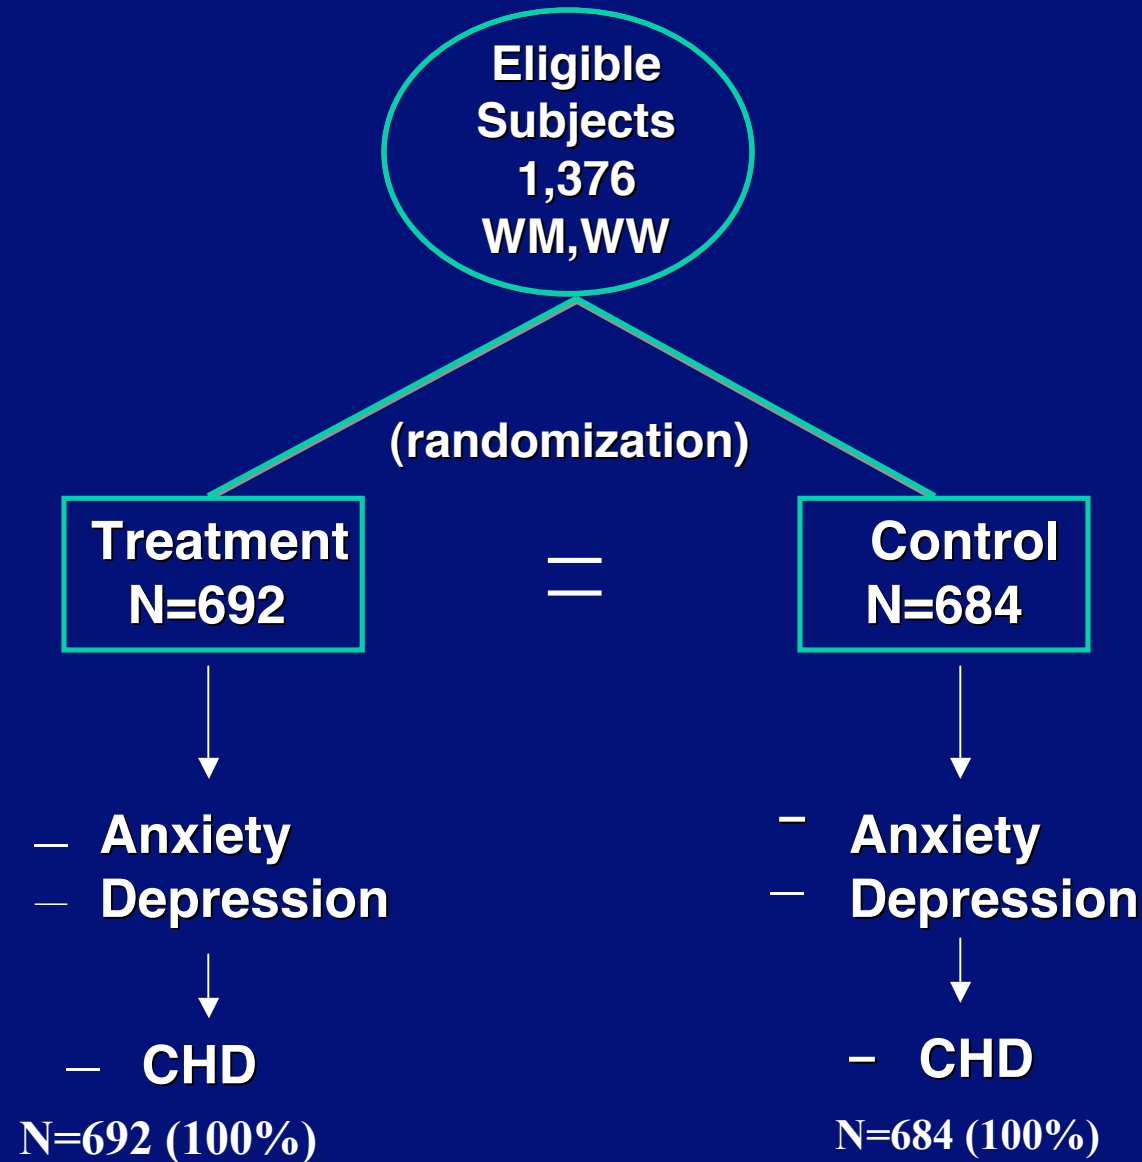 Eligible
Subjects
1,376
WM,WW
(randomization)
Treatment
N=692
=
Control
N=684
– Anxiety
– Depression
– CHD
N=692 (100%)
– Anxiety
– Depression
– CHD
N=684 (100%)